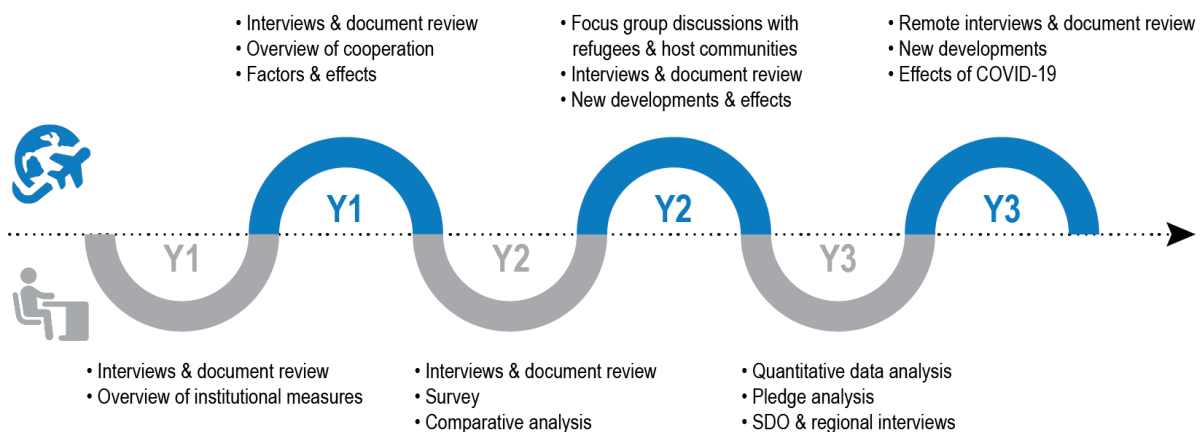 • Interviews & document review
• Overview of cooperation
• Factors & effects
• Focus group discussions with
refugees & host communities
• Interviews & document review
• New developments & effects
• Remote interviews & document review
• New developments
• Effects of COVID-19
Y1
Y2
Y3
Y1
Y2
Y3
• Interviews & document review
• Overview of institutional measures
• Interviews & document review
• Survey
• Comparative analysis
• Quantitative data analysis
• Pledge analysis
• SDO & regional interviews